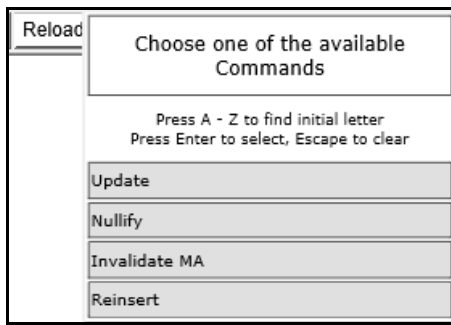 Reload
Choose one of the available
Commands
Press A - Z to find initial letter
Press Enter to select, Escape to clear
Update
Nullify
Invalidate MA
Reinsert